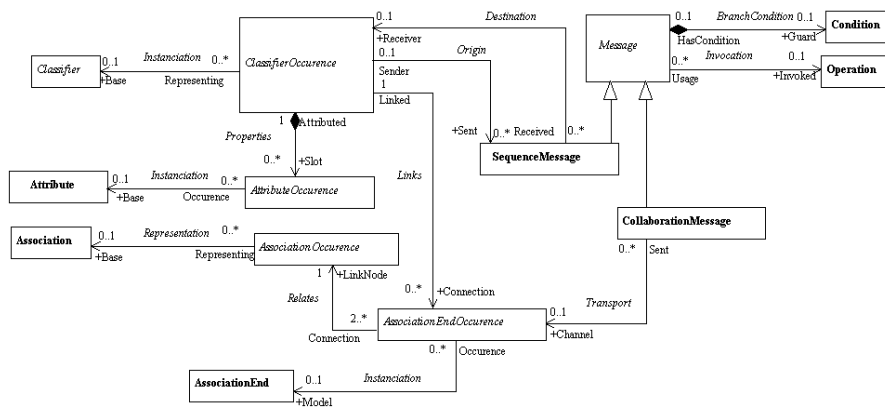 0..1 Destination
+Receiver
0..1 Origin
Sender
1
Linked
Classifier
0..1 Instanciation 0..*
+Base Representing
ClassifierOccurence
1 Attributed
Properties
0..*
+Slot
+Sent 0..* Received 0..*
SequenceMessage
Message
0..1 BranchCondition 0..1
HasCondition +Guard
Condition
Invocation 0..1
0..*
Usage +Invoked
Operation
Attribute
0..1 Instanciation 0..*
+Base Occurence
AttributeOccurence
Links
Association
0..1 Representation 0..*
+Base Representing
AssociationOccurence
1 +LinkNode
Relates
2..*
Connection
0..* +Connection
AssociationEndOccurence
CollaborationMessage
0..* Sent
Transport
0..1
+Channel
0..* Occurence
AssociationEnd
0..1 Instanciation
+Model